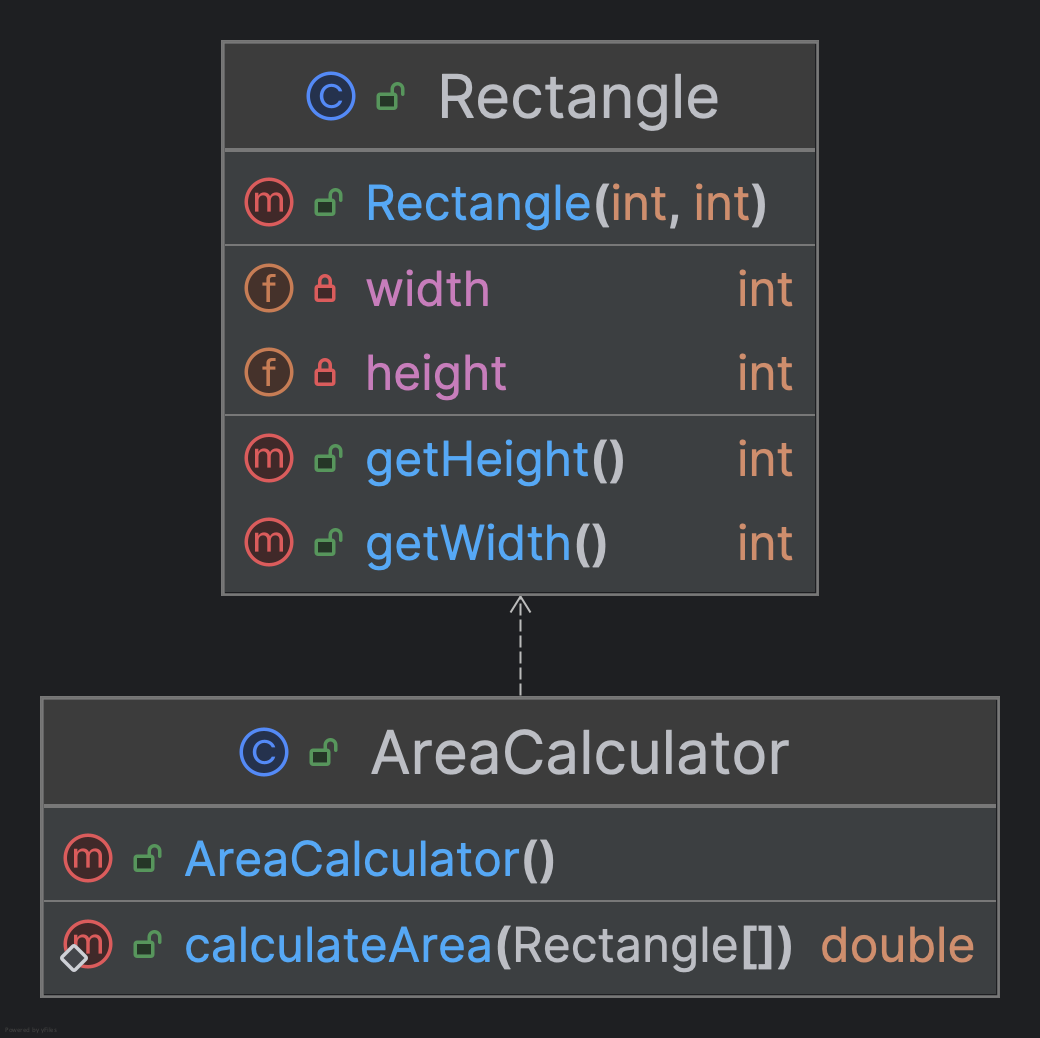 Rectangle
Rectangle(int, int)
width int
height int
getHeight() int
getWidth() int
AreaCalculator
AreaCalculator()
calculateArea(Rectangle[]) double
Powered by yFiles